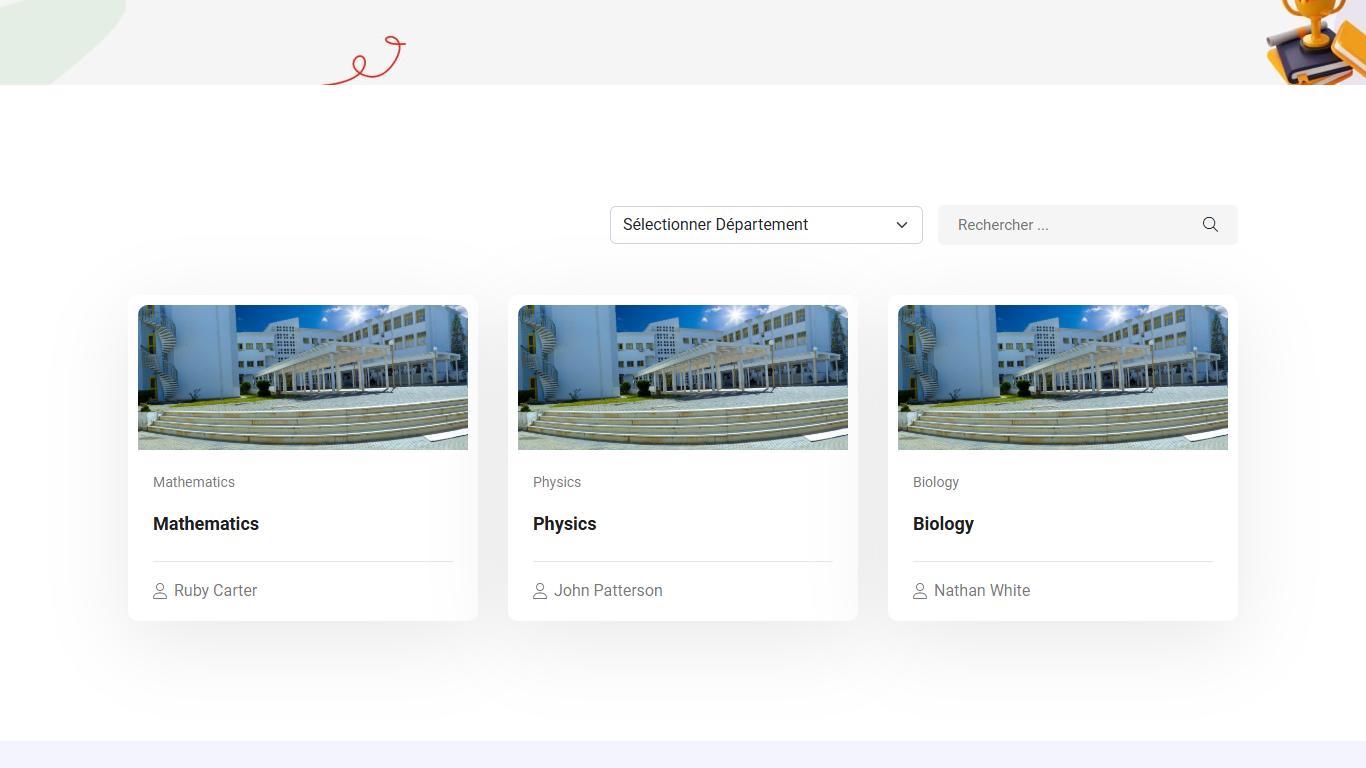 Sélectionner Département
Rechercher ...
Mathematics
Mathematics
Ruby Carter
Physics
Physics
John Patterson
Biology
Biology
Nathan White